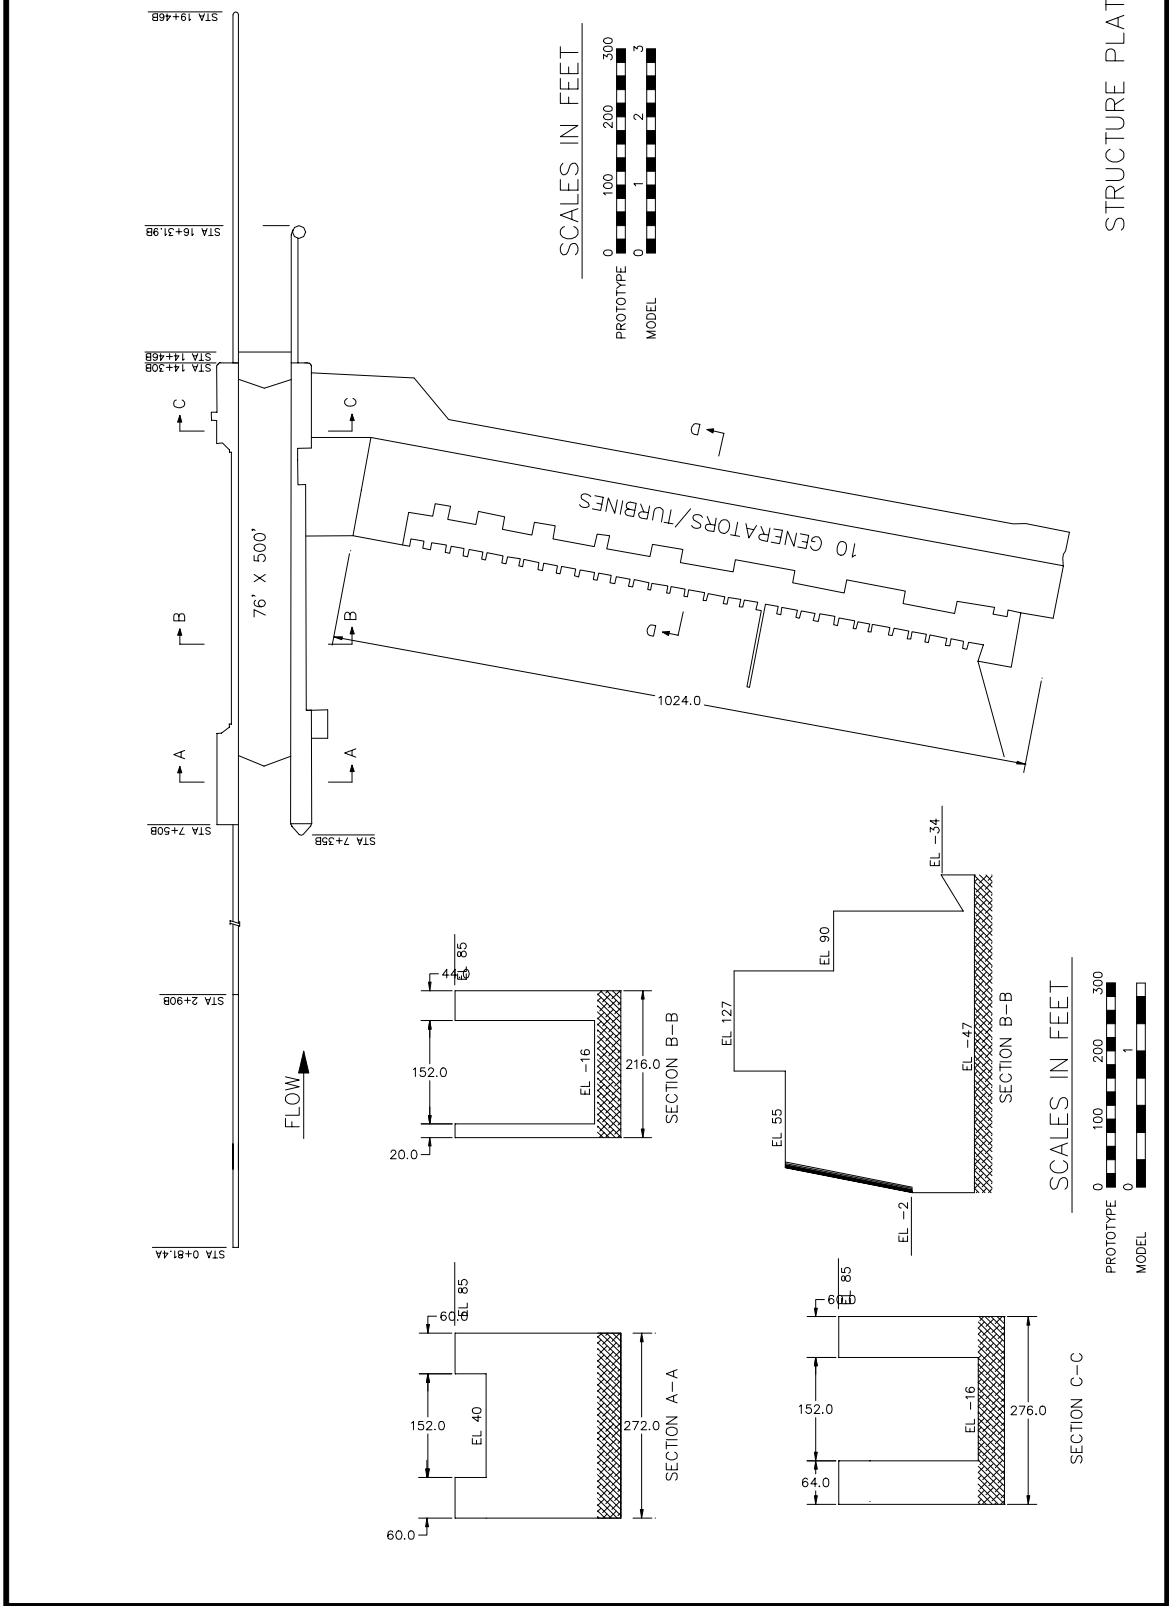 STA 19+46B
STA 16+31.9B
STA 14+46B
STA 14+30B
C
C
76' X 500'
B
B
A
A
STA 7+50B
STA 7+35B
STA 2+90B
STA 0+81.4A
FLOW
10 GENERATORS/TURBINES
D
D
1024.0
SCALES IN FEET
PROTOTYPE
0 100 200 300
MODEL
0 1 2 3
STRUCTURE PLAT
EL 85
44.0
152.0
EL -16
216.0
20.0
SECTION B-B
EL -34
EL 90
EL 127
EL 55
EL -47
EL -2
SECTION B-B
EL 85
60.0
152.0
EL 40
272.0
60.0
SECTION A-A
EL 85
60.0
152.0
EL -16
276.0
64.0
SECTION C-C
SCALES IN FEET
PROTOTYPE
0 100 200 300
MODEL
0 1